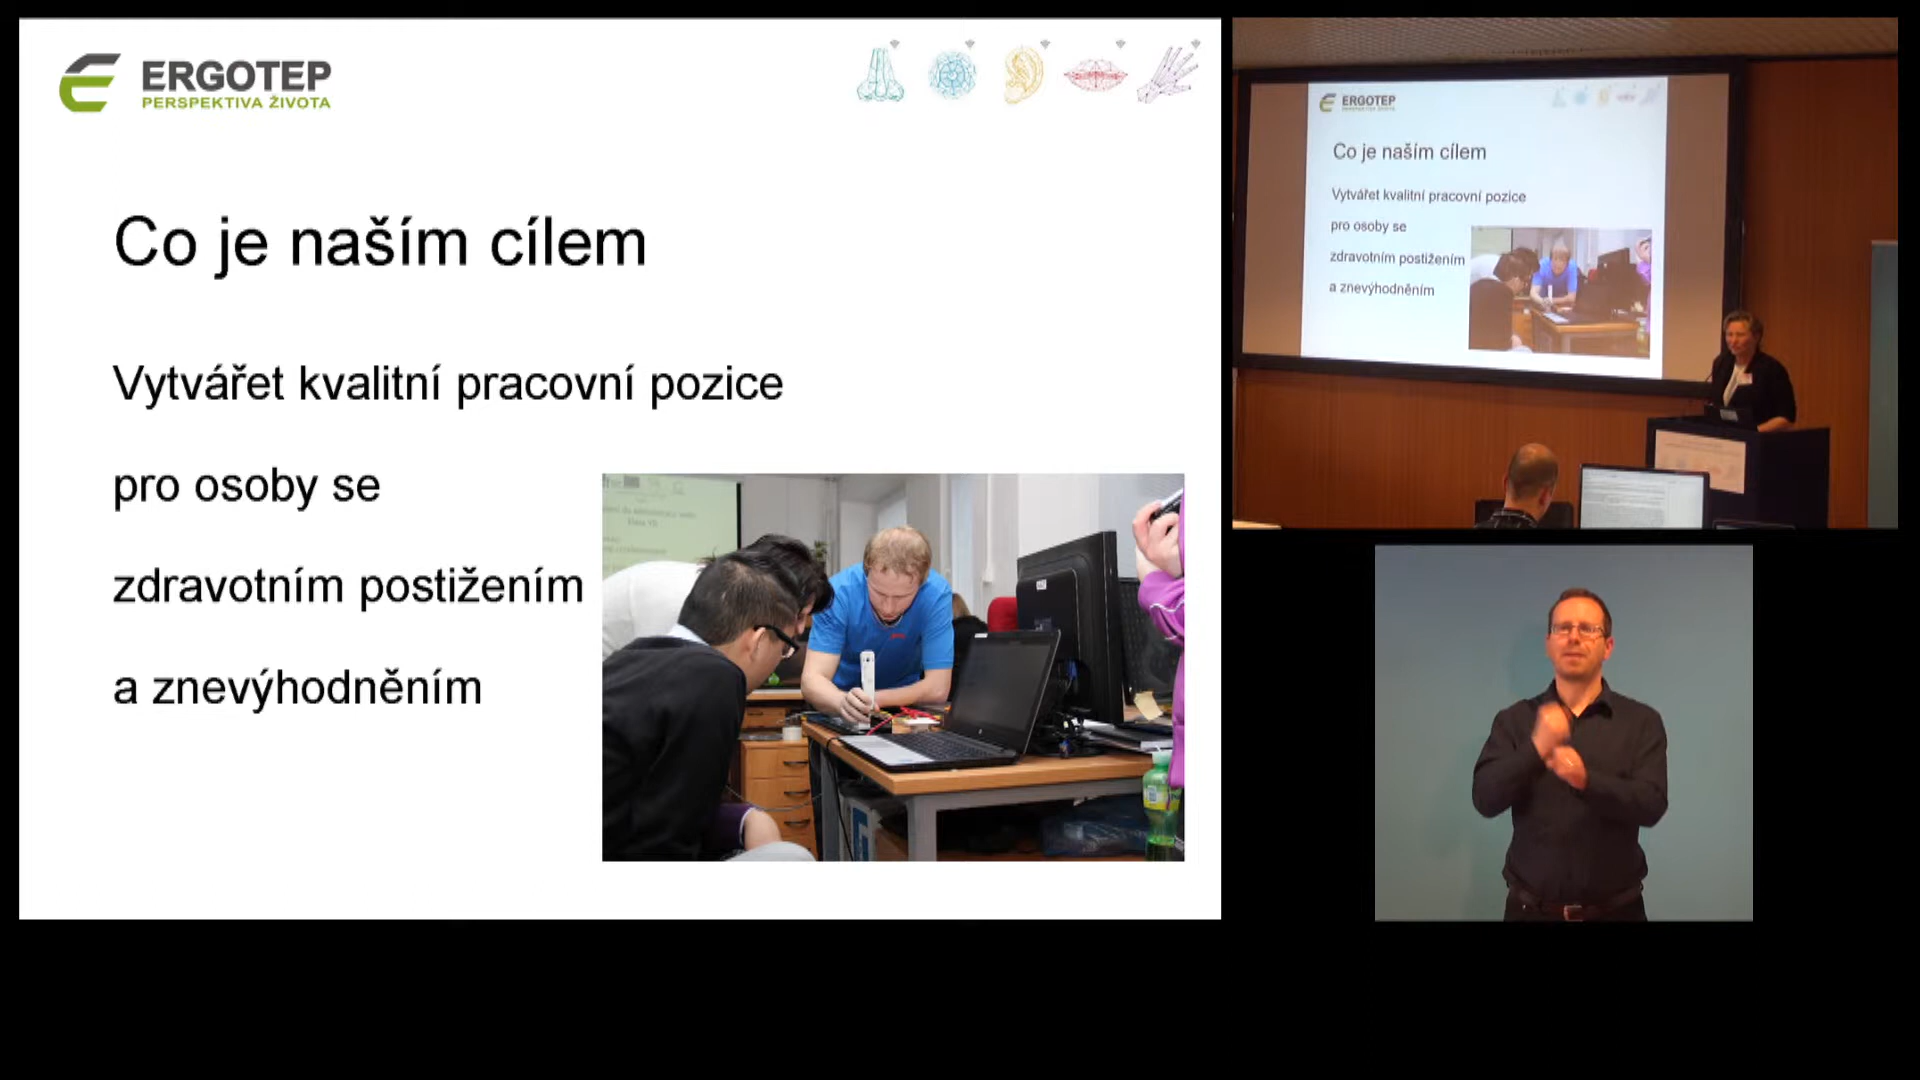 ERGOTEP
PERSPEKTIVA ŽIVOTA
Co je naším cílem
Vytvářet kvalitní pracovní pozice
pro osoby se
zdravotním postižením
a znevýhodněním
ERGOTEP
Co je naším cílem
Vytvářet kvalitní pracovní pozice
pro osoby se
zdravotním postižením
a znevýhodněním